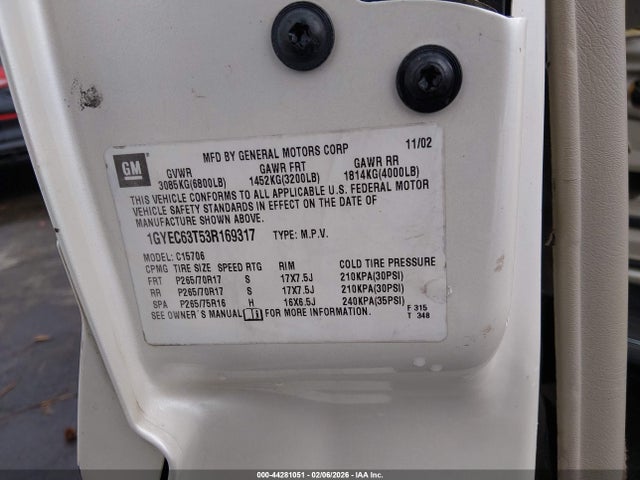 MFD BY GENERAL MOTORS CORP 11/02
GM
GVWR GAWR FRT GAWR RR
3085KG(6800LB) 1452KG(3200LB) 1814KG(4000LB)
THIS VEHICLE CONFORMS TO ALL APPLICABLE U.S. FEDERAL MOTOR
VEHICLE SAFETY STANDARDS IN EFFECT ON THE DATE OF
MANUFACTURE SHOWN ABOVE.
1GYEC63T53R169317 TYPE: M.P.V.
MODEL: C15706
CPMG TIRE SIZE SPEED RTG RIM COLD TIRE PRESSURE
FRT P265/70R17 S 17X7.5J 210KPA(30PSI)
RR P265/70R17 S 17X7.5J 210KPA(30PSI)
SPA P265/75R16 H 16X6.5J 240KPA(35PSI)
SEE OWNER'S MANUAL FOR MORE INFORMATION.
F 315
T 348
000-44281051 | 02/06/2026 | IAA Inc.